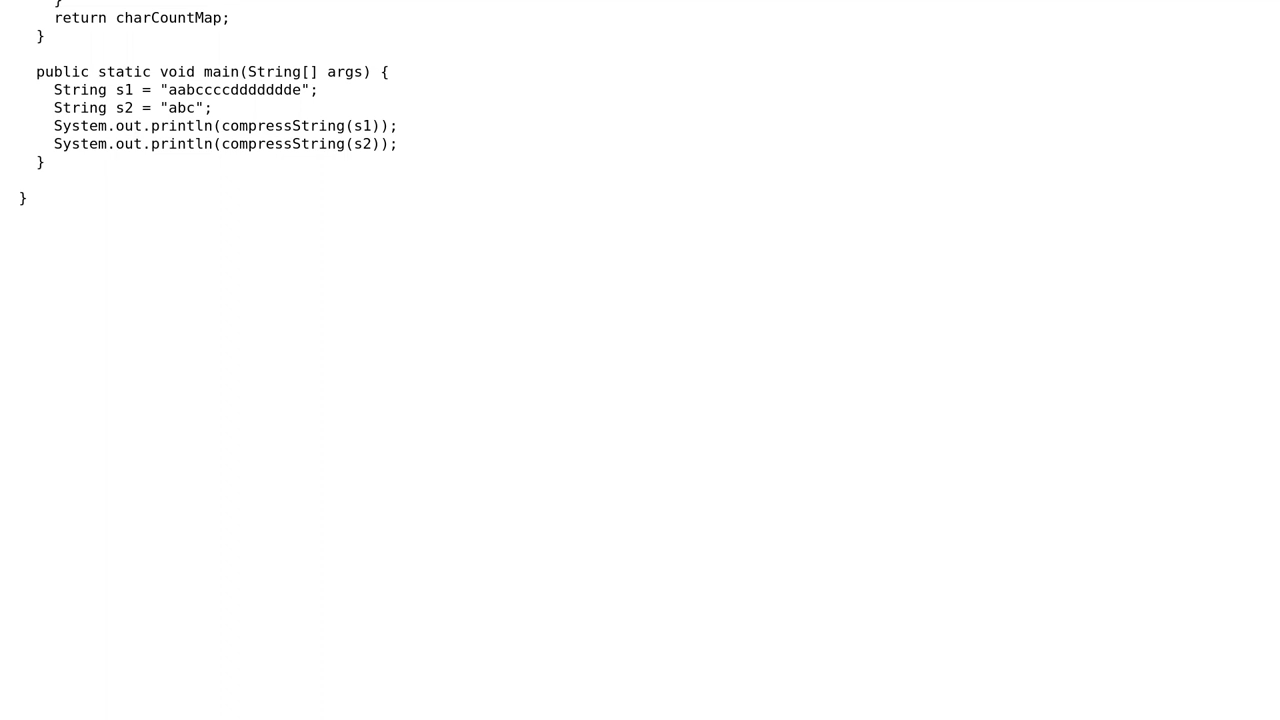 }
return charCountMap;
}
public static void main(String[] args) {
String s1 = "aabccccddddddde";
String s2 = "abc";
System.out.println(compressString(s1));
System.out.println(compressString(s2));
}
}